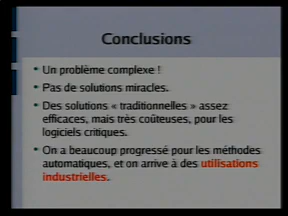 Conclusions
• Un problème complexe !
• Pas de solutions miracles.
• Des solutions « traditionnelles » assez
efficaces, mais très coûteuses, pour les
logiciels critiques.
• On a beaucoup progressé pour les méthodes
automatiques, et on arrive à des utilisations
industrielles.